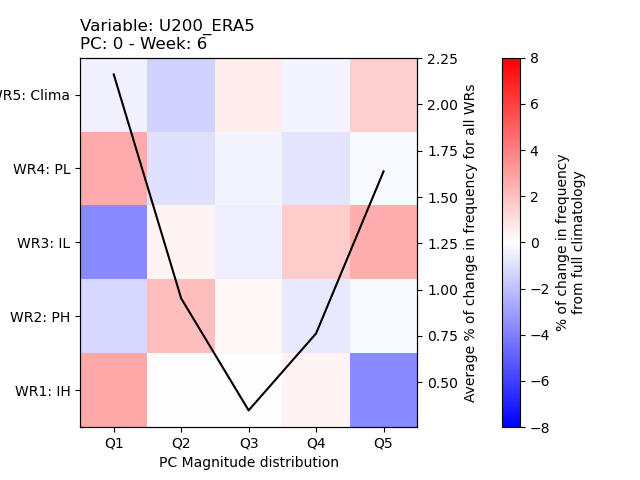 Variable: U200_ERA5
PC: 0 - Week: 6
WR5: Clima
WR4: PL
WR3: IL
WR2: PH
WR1: IH
Q1 Q2 Q3 Q4 Q5
PC Magnitude distribution
2.25
2.00
1.75
1.50
1.25
1.00
0.75
0.50
Average % of change in frequency for all WRs
8
6
4
2
0
−2
−4
−6
−8
% of change in frequency
from full climatology